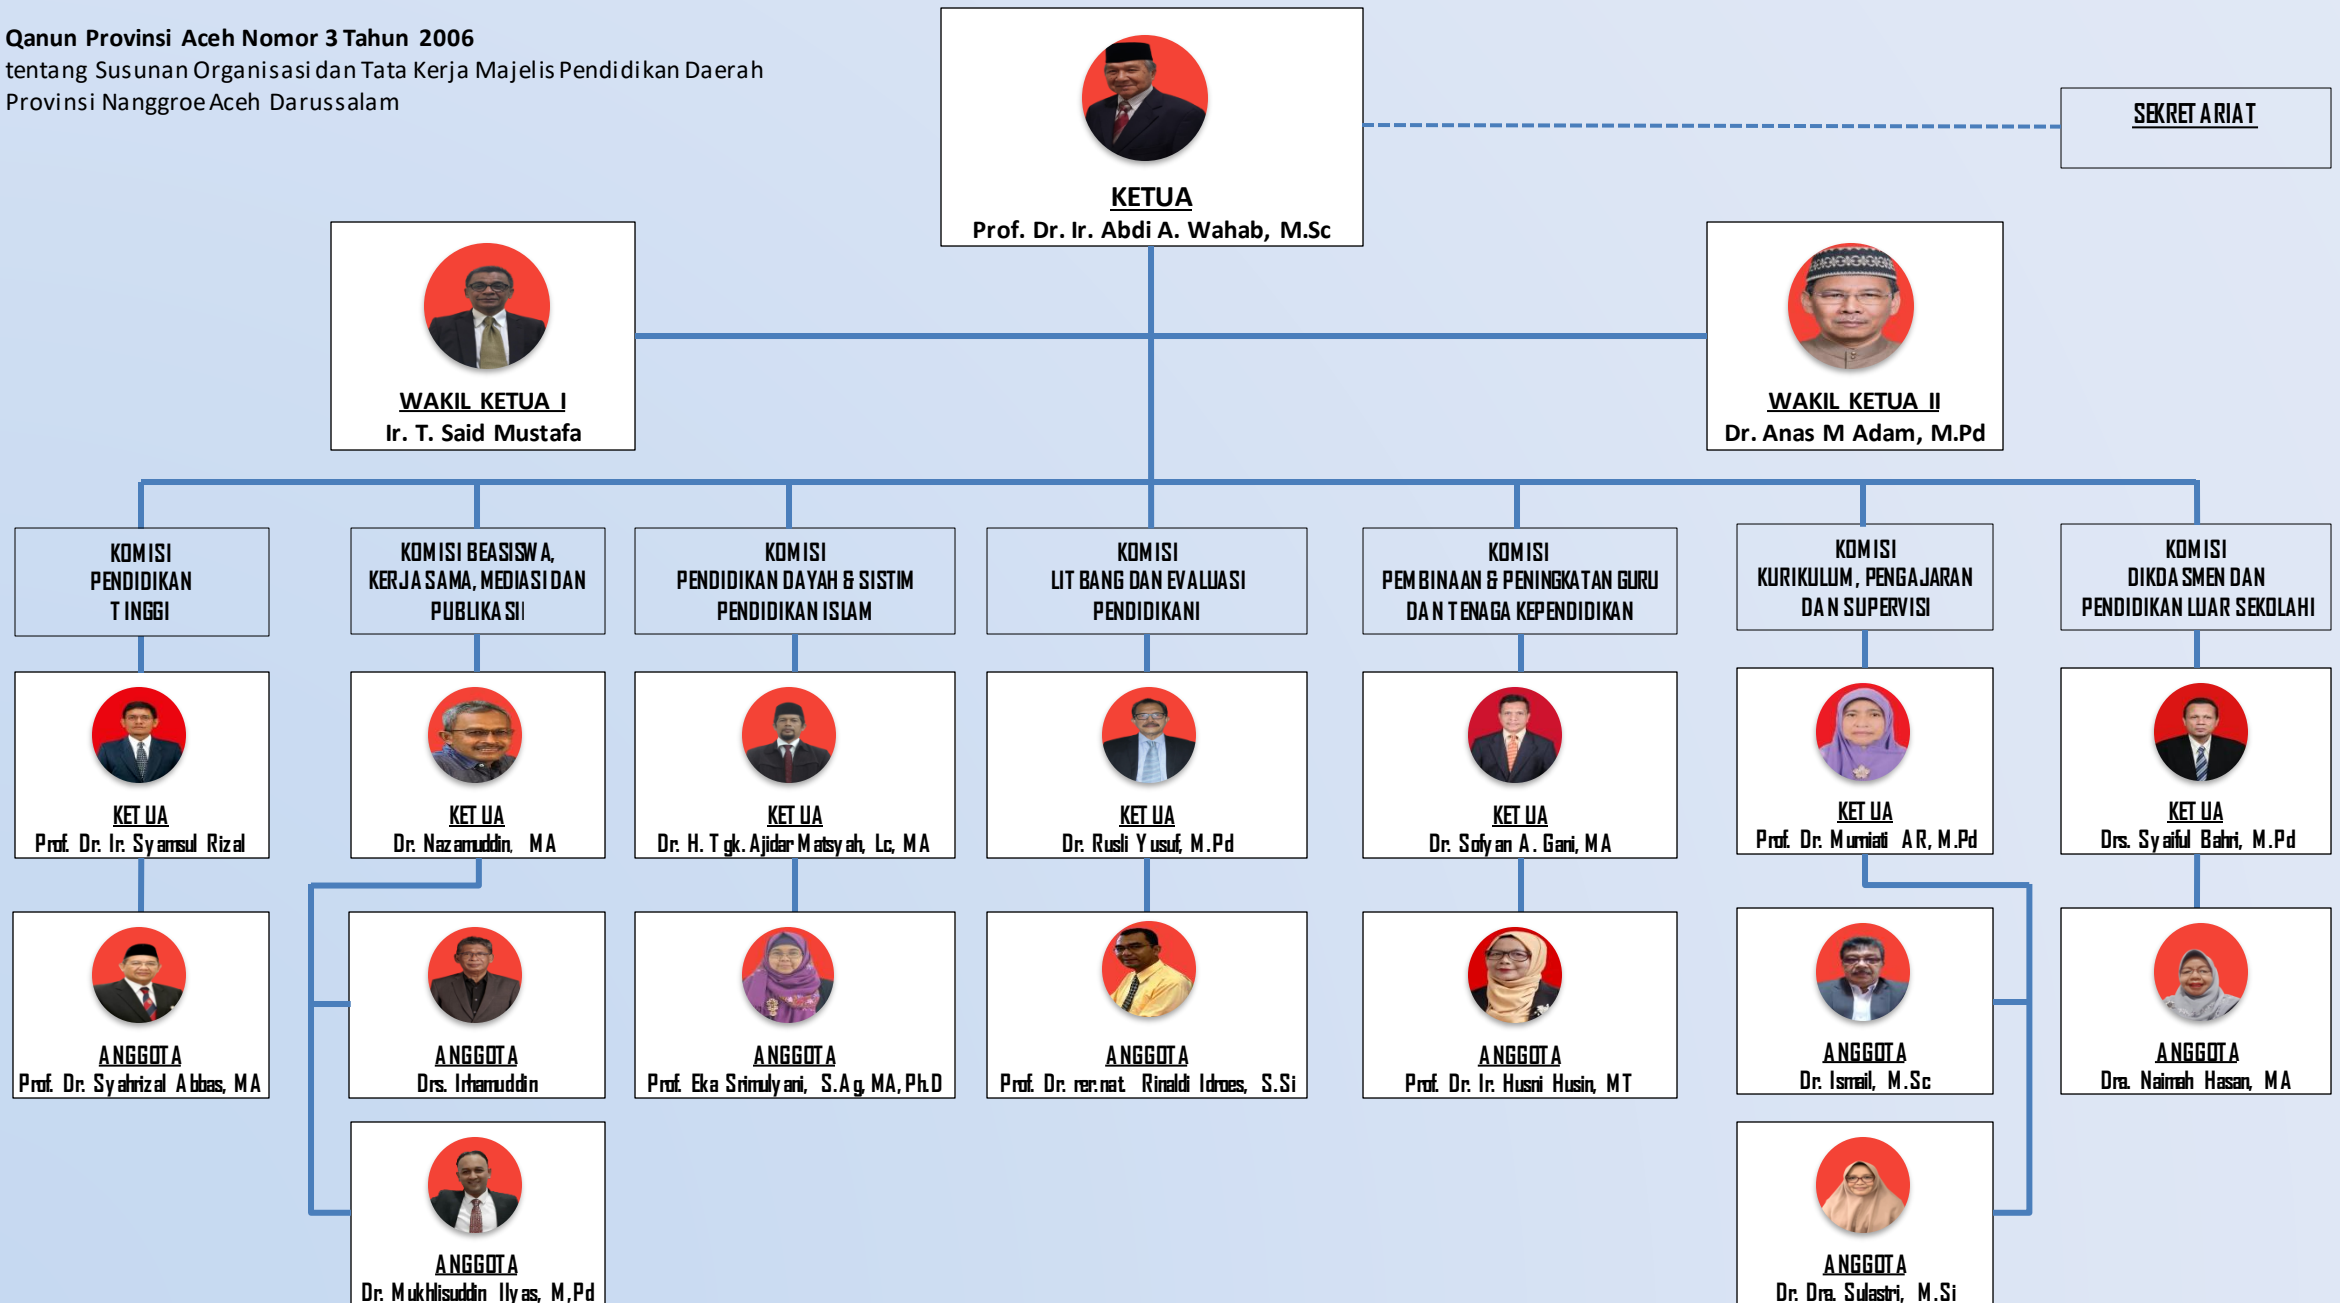 Qanun Provinsi Aceh Nomor 3 Tahun 2006
tentang Susunan Organisasi dan Tata Kerja Majelis Pendidikan Daerah
Provinsi Nanggroe Aceh Darussalam
KETUA
Prof. Dr. Ir. Abdi A. Wahab, M.Sc
SEKRETARIAT
WAKIL KETUA I
Ir. T. Said Mustafa
WAKIL KETUA II
Dr. Anas M Adam, M.Pd
KOMISI
PENDIDIKAN
TINGGI
KOMISI BEASISWA,
KERJA SAMA, MEDIASI DAN
PUBLIKASII
KOMISI
PENDIDIKAN DAYAH & SISTIM
PENDIDIKAN ISLAM
KOMISI
LITBANG DAN EVALUASI
PENDIDIKANI
KOMISI
PEMBINAAN & PENINGKATAN GURU
DAN TENAGA KEPENDIDIKAN
KOMISI
KURIKULUM, PENGAJARAN
DAN SUPERVISI
KOMISI
DIKDASMEN DAN
PENDIDIKAN LUAR SEKOLAHI
KETUA
Prof. Dr. Ir. Syamsul Rizal
KETUA
Dr. Nazamuddin, MA
KETUA
Dr. H. Tgk. Ajidar Matsyah, Lc, MA
KETUA
Dr. Rusli Yusuf, M.Pd
KETUA
Dr. Sofyan A. Gani, MA
KETUA
Prof. Dr. Murniati AR, M.Pd
KETUA
Drs. Syaiful Bahri, M.Pd
ANGGOTA
Prof. Dr. Syahrizal Abbas, MA
ANGGOTA
Drs. Irhamuddin
ANGGOTA
Prof. Eka Srimulyani, S.Ag, MA, Ph.D
ANGGOTA
Prof. Dr. rer.nat. Rinaldi Idroes, S.Si
ANGGOTA
Prof. Dr. Ir. Husni Husin, MT
ANGGOTA
Dr. Ismail, M.Sc
ANGGOTA
Dra. Naimah Hasan, MA
ANGGOTA
Dr. Mukhlisuddin Ilyas, M,Pd
ANGGOTA
Dr. Dra. Sulastri, M.Si